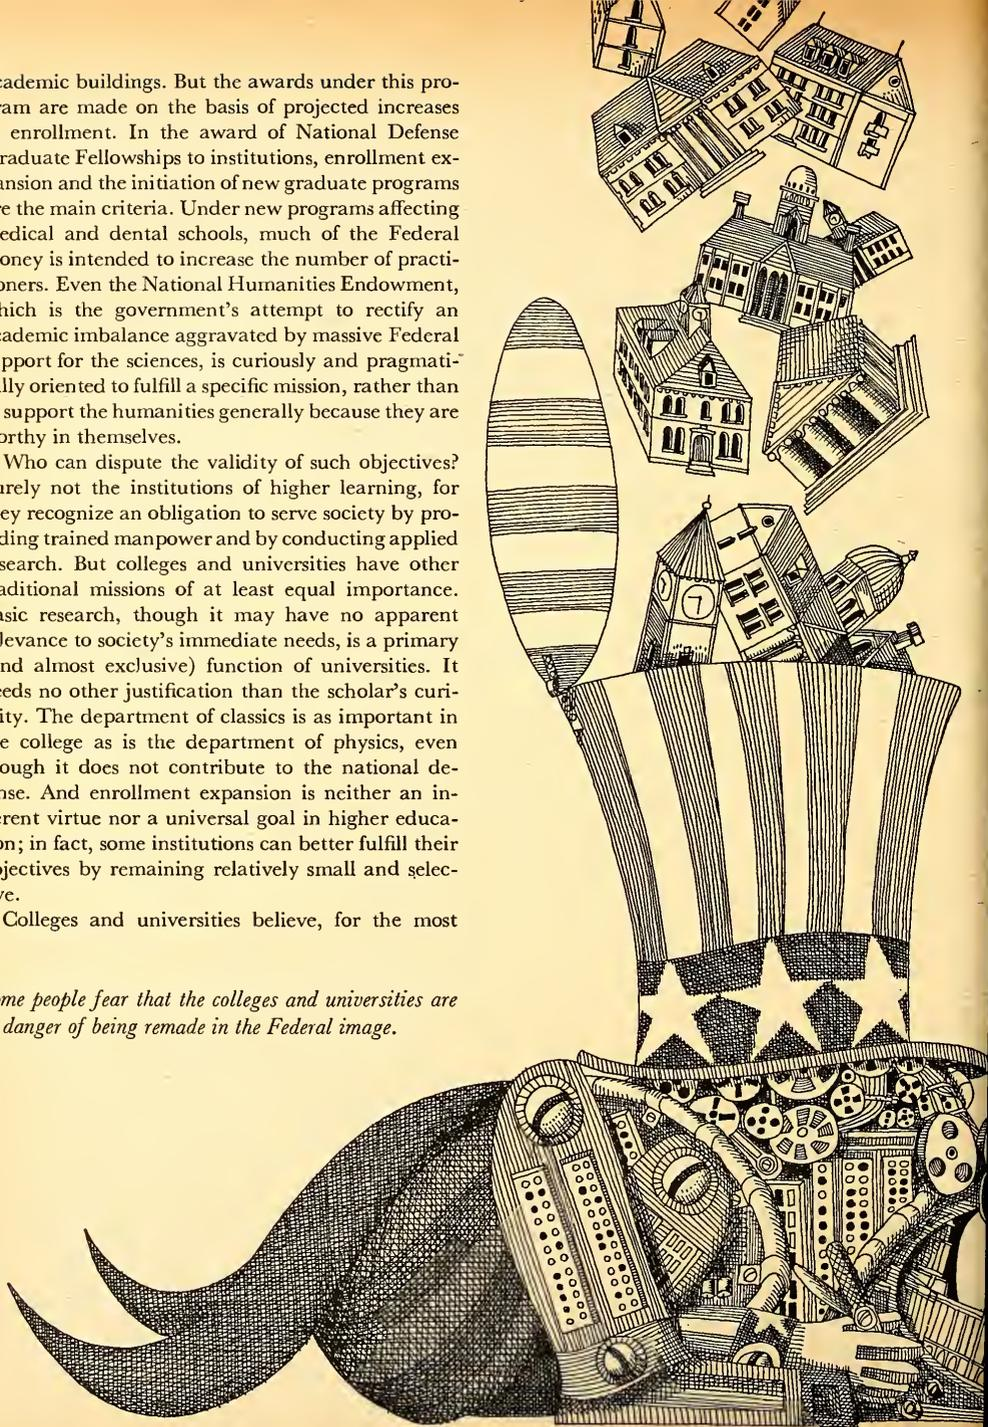 cademic buildings. But the awards under this pro-
ram are made on the basis of projected increases
enrollment. In the award of National Defense
raduate Fellowships to institutions, enrollment ex-
ansion and the initiation of new graduate programs
re the main criteria. Under new programs affecting
edical and dental schools, much of the Federal
oney is intended to increase the number of practi-
oners. Even the National Humanities Endowment,
hich is the government's attempt to rectify an
cademic imbalance aggravated by massive Federal
pport for the sciences, is curiously and pragmati-
lly oriented to fulfill a specific mission, rather than
support the humanities generally because they are
orthy in themselves.
Who can dispute the validity of such objectives?
urely not the institutions of higher learning, for
ey recognize an obligation to serve society by pro-
ding trained manpower and by conducting applied
search. But colleges and universities have other
aditional missions of at least equal importance.
asic research, though it may have no apparent
levance to society's immediate needs, is a primary
nd almost exclusive) function of universities. It
eeds no other justification than the scholar's curi-
ity. The department of classics is as important in
e college as is the department of physics, even
ough it does not contribute to the national de-
nse. And enrollment expansion is neither an in-
erent virtue nor a universal goal in higher educa-
on; in fact, some institutions can better fulfill their
bjectives by remaining relatively small and selec-
ve.
Colleges and universities believe, for the most
me people fear that the colleges and universities are
danger of being remade in the Federal image.